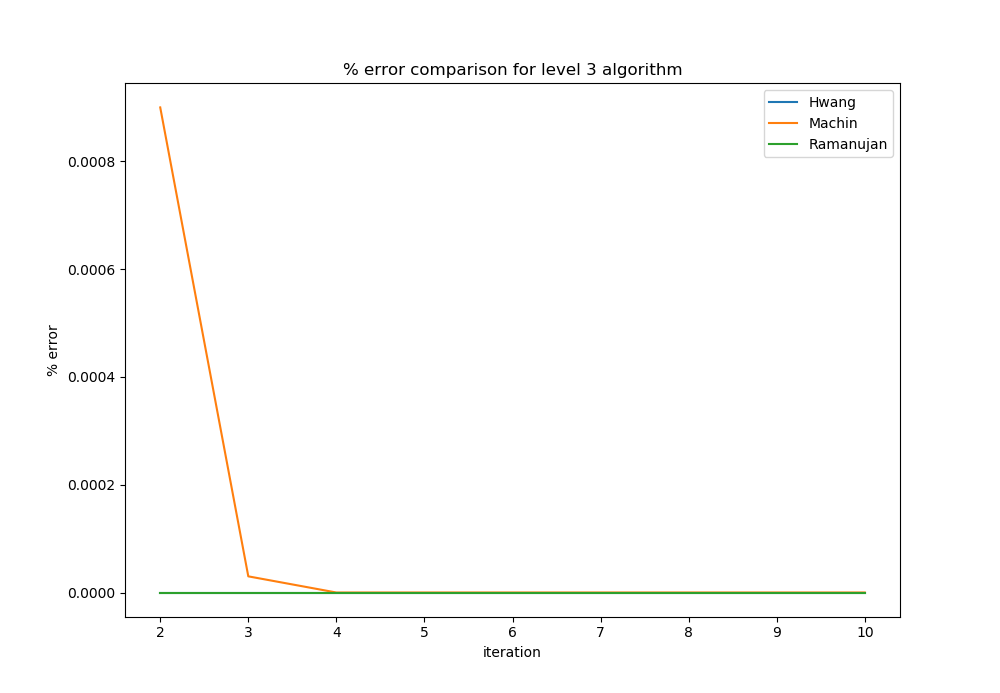 % error comparison for level 3 algorithm
Hwang
Machin
Ramanujan
0.0008
0.0006
0.0004
0.0002
0.0000
% error
2 3 4 5 6 7 8 9 10
iteration